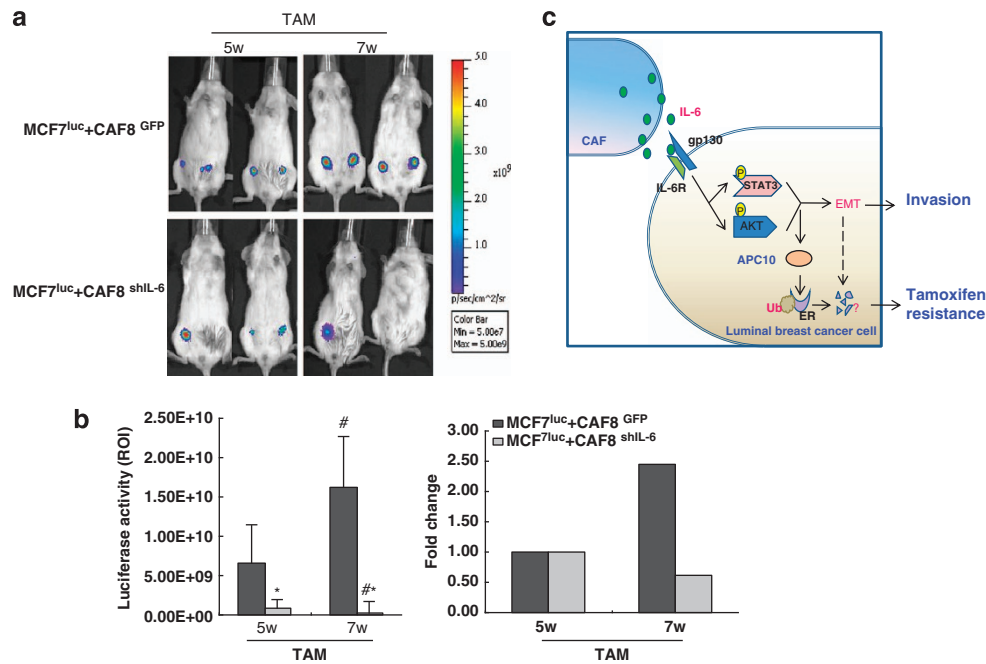 a
TAM
5w 7w
MCF7luc+CAF8 GFP
MCF7luc+CAF8 shIL-6
5.0
4.0
x10^9
3.0
2.0
1.0
p/sec/cm^2/sr
Color Bar
Min = 5.00e7
Max = 5.00e9
c
IL-6
CAF
gp130
IL-6R
P
STAT3
P
AKT
EMT
Invasion
APC10
Ub
ER
?
Tamoxifen
resistance
Luminal breast cancer cell
b
Luciferase activity (ROI)
2.50E+10
2.00E+10
1.50E+10
1.00E+10
5.00E+09
0.00E+00
*
#
#*
5w 7w
TAM
MCF7luc+CAF8 GFP
MCF7luc+CAF8 shIL-6
Fold change
3.00
2.50
2.00
1.50
1.00
0.50
0.00
5w 7w
TAM